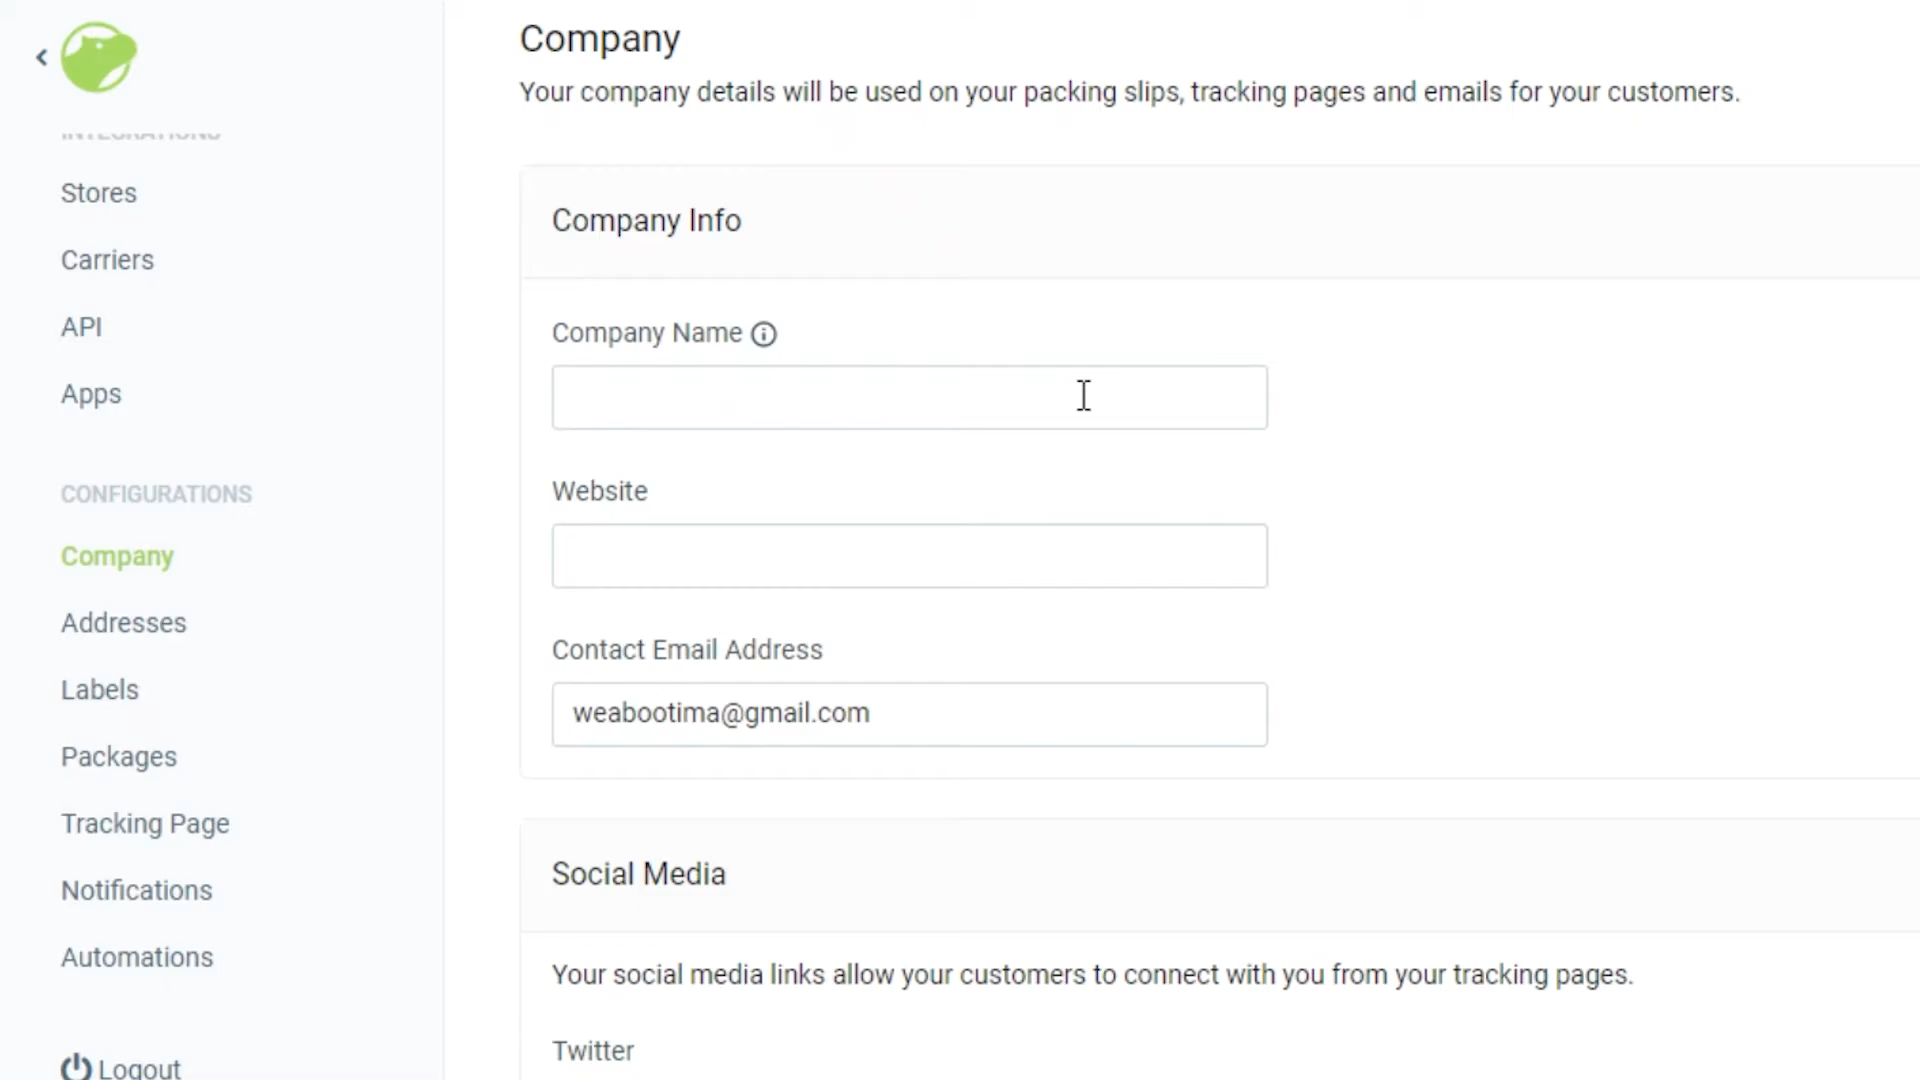 INTEGRATIONS
Stores
Carriers
API
Apps
CONFIGURATIONS
Company
Addresses
Labels
Packages
Tracking Page
Notifications
Automations
Logout
Company
Your company details will be used on your packing slips, tracking pages and emails for your customers.
Company Info
Company Name
Website
Contact Email Address
weabootima@gmail.com
Social Media
Your social media links allow your customers to connect with you from your tracking pages.
Twitter